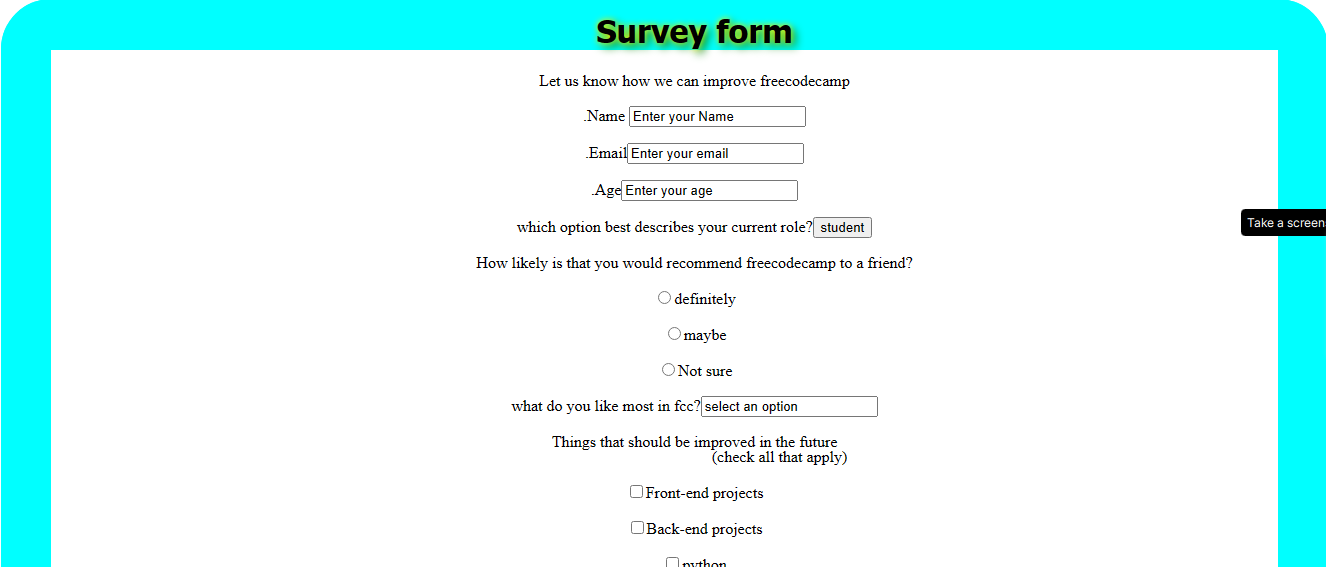 Survey form
Let us know how we can improve freecodecamp
.Name Enter your Name
.Email Enter your email
.Age Enter your age
which option best describes your current role? student
Take a screen
How likely is that you would recommend freecodecamp to a friend?
definitely
maybe
Not sure
what do you like most in fcc? select an option
Things that should be improved in the future
(check all that apply)
Front-end projects
Back-end projects
python